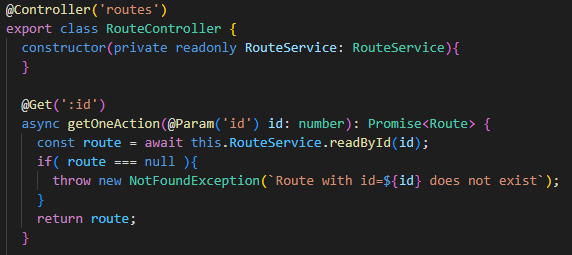 @Controller('routes')
export class RouteController {
constructor(private readonly RouteService: RouteService){
}
@Get(':id')
async getOneAction(@Param('id') id: number): Promise<Route> {
const route = await this.RouteService.readById(id);
if( route === null ){
throw new NotFoundException(`Route with id=${id} does not exist`);
}
return route;
}